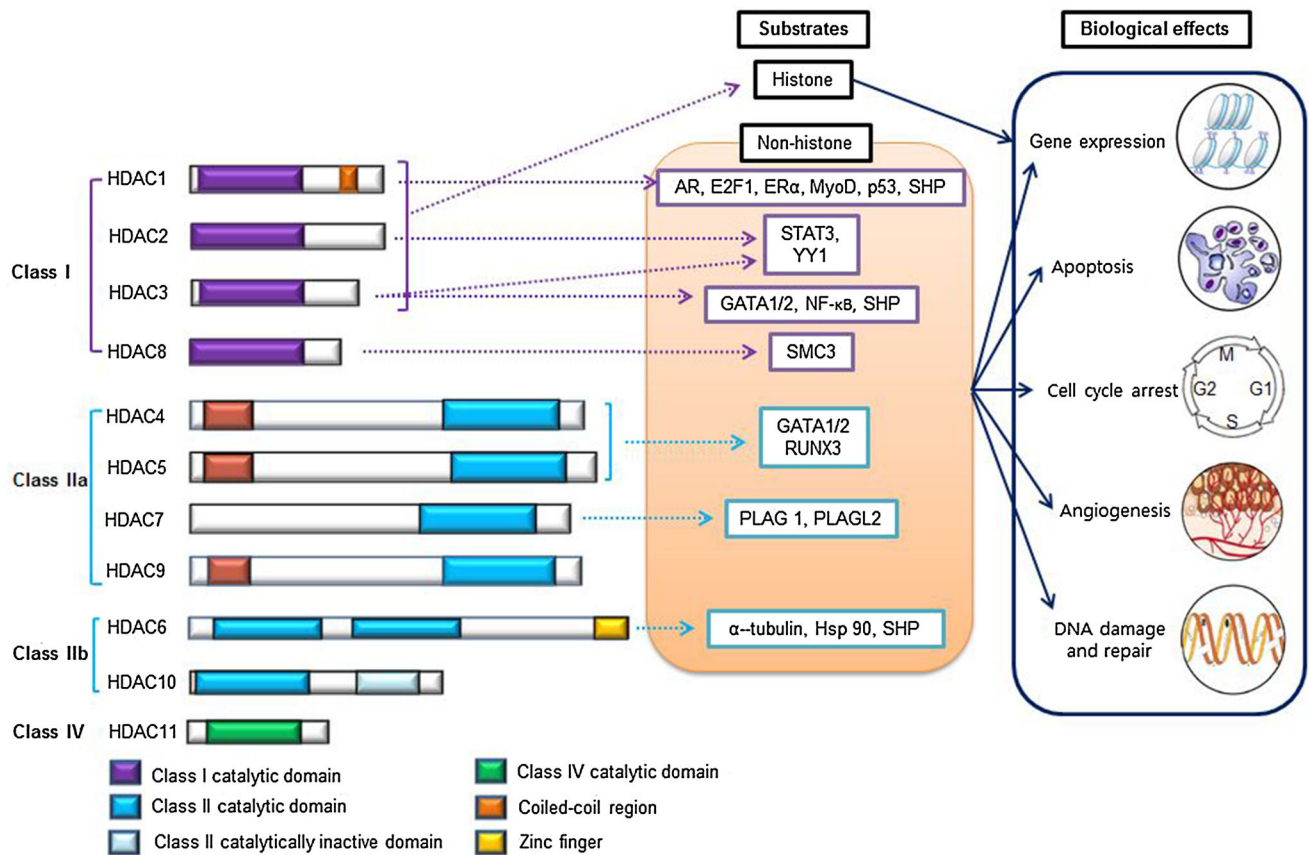 Substrates
Biological effects
Histone
Non-histone
Class I
HDAC1
HDAC2
HDAC3
HDAC8
AR, E2F1, ERα, MyoD, p53, SHP
STAT3,
YY1
GATA1/2, NF-κB, SHP
SMC3
Class IIa
HDAC4
HDAC5
HDAC7
HDAC9
GATA1/2
RUNX3
PLAG 1, PLAGL2
Class IIb
HDAC6
HDAC10
α--tubulin, Hsp 90, SHP
Class IV
HDAC11
Gene expression
Apoptosis
Cell cycle arrest
M
G2
G1
S
Angiogenesis
DNA damage
and repair
Class I catalytic domain
Class II catalytic domain
Class II catalytically inactive domain
Class IV catalytic domain
Coiled-coil region
Zinc finger